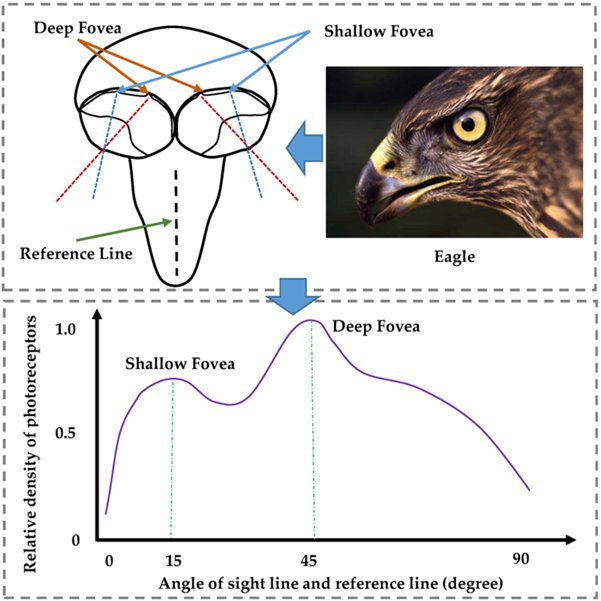 Deep Fovea
Shallow Fovea
Reference Line
Eagle
Relative density of photoreceptors
1.0
0.5
0
Shallow Fovea
Deep Fovea
0 15 45 90
Angle of sight line and reference line (degree)